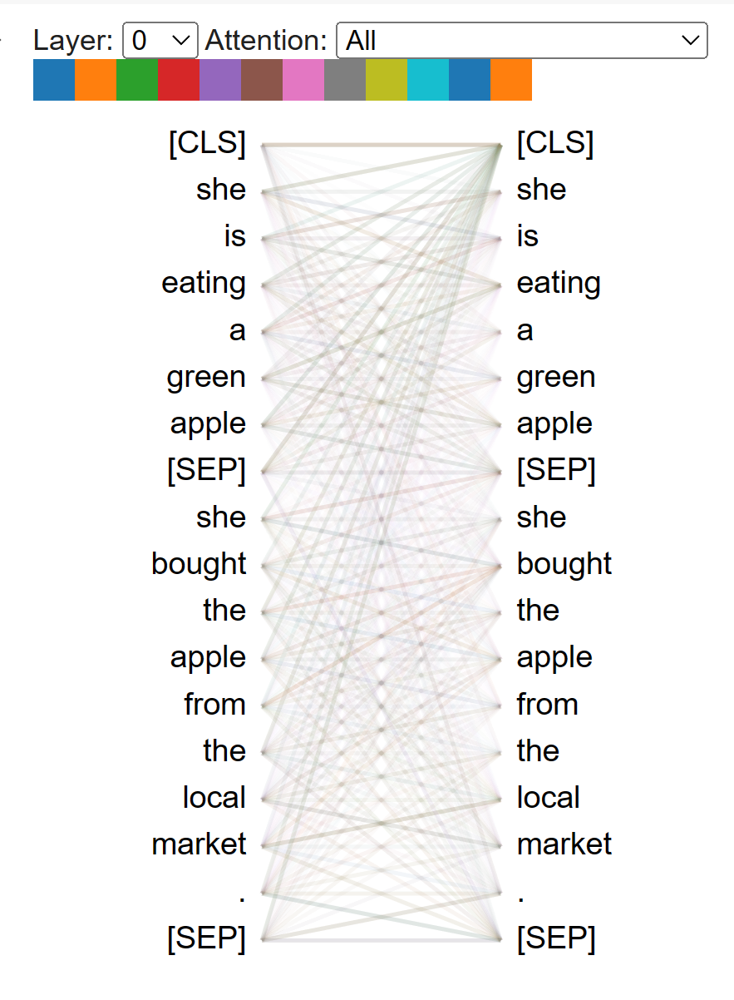 Layer: 0 Attention: All
[CLS] [CLS]
she she
is is
eating eating
a a
green green
apple apple
[SEP] [SEP]
she she
bought bought
the the
apple apple
from from
the the
local local
market market
. .
[SEP] [SEP]